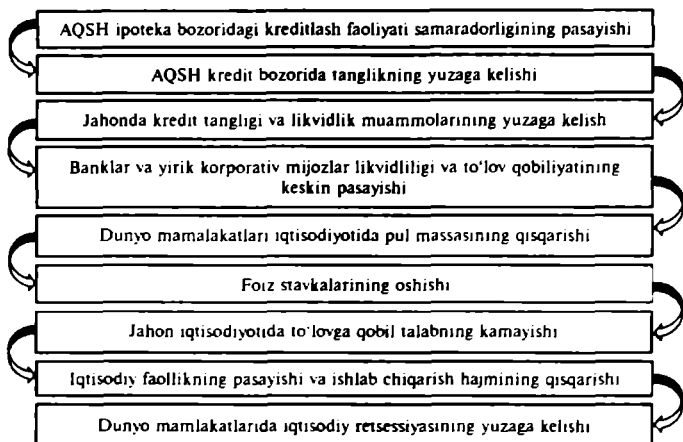 AQSH ipoteka bozoridagi kreditlash faoliyati samaradorligining pasayishi
AQSH kredit bozorida tanglikning yuzaga kelishi
Jahonda kredit tangligi va likvidlik muammolarining yuzaga kelish
Banklar va yirik korporativ mijozlar likvidliligi va to'lov qobiliyatining
keskin pasayishi
Dunyo mamalakatlari iqtisodiyotida pul massasining qisqarishi
Foiz stavkalarining oshishi
Jahon iqtisodiyotida to'lovga qobil talabning kamayishi
Iqtisodiy faollikning pasayishi va ishlab chiqarish hajmining qisqarishi
Dunyo mamlakatlarida iqtisodiy retsessiyasining yuzaga kelishi